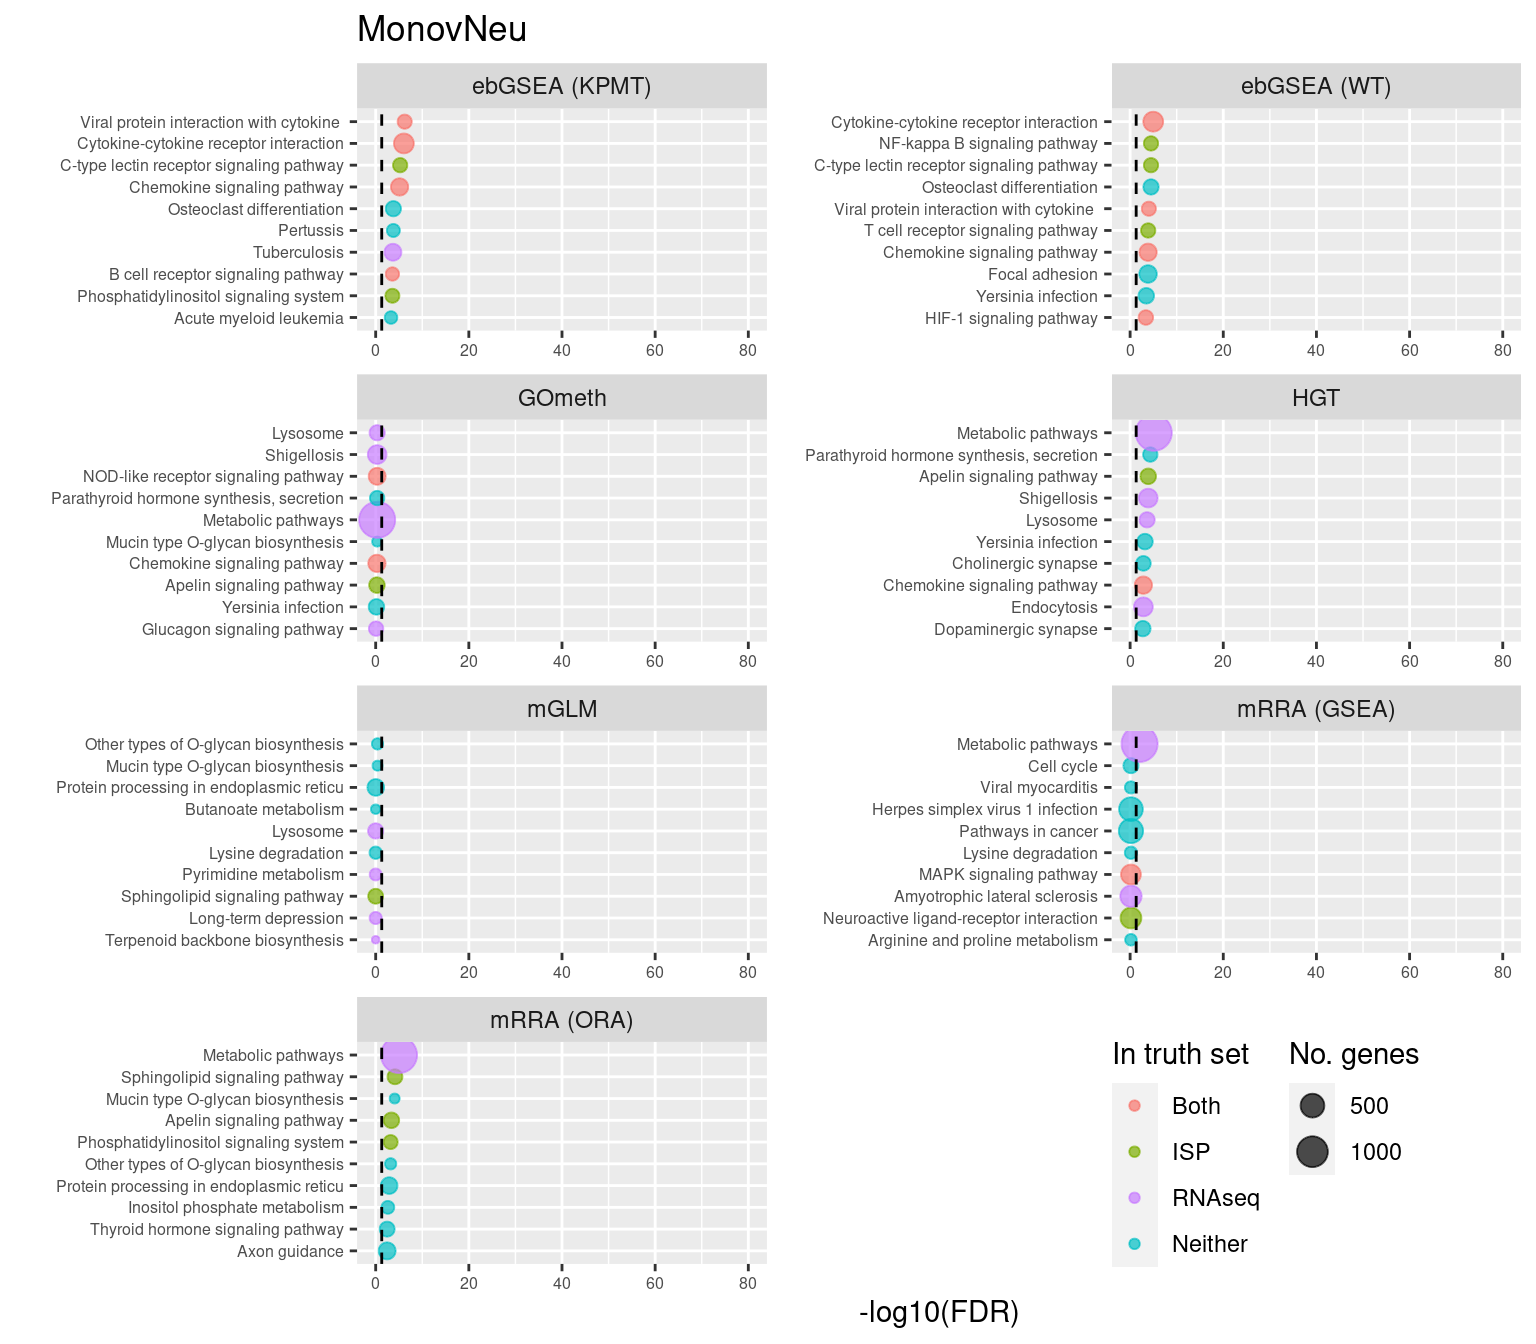 MonovNeu
ebGSEA (KPMT)
Viral protein interaction with cytokine
Cytokine-cytokine receptor interaction
C-type lectin receptor signaling pathway
Chemokine signaling pathway
Osteoclast differentiation
Pertussis
Tuberculosis
B cell receptor signaling pathway
Phosphatidylinositol signaling system
Acute myeloid leukemia
0 20 40 60 80
ebGSEA (WT)
Cytokine-cytokine receptor interaction
NF-kappa B signaling pathway
C-type lectin receptor signaling pathway
Osteoclast differentiation
Viral protein interaction with cytokine
T cell receptor signaling pathway
Chemokine signaling pathway
Focal adhesion
Yersinia infection
HIF-1 signaling pathway
0 20 40 60 80
GOmeth
Lysosome
Shigellosis
NOD-like receptor signaling pathway
Parathyroid hormone synthesis, secretion
Metabolic pathways
Mucin type O-glycan biosynthesis
Chemokine signaling pathway
Apelin signaling pathway
Yersinia infection
Glucagon signaling pathway
0 20 40 60 80
HGT
Metabolic pathways
Parathyroid hormone synthesis, secretion
Apelin signaling pathway
Shigellosis
Lysosome
Yersinia infection
Cholinergic synapse
Chemokine signaling pathway
Endocytosis
Dopaminergic synapse
0 20 40 60 80
mGLM
Other types of O-glycan biosynthesis
Mucin type O-glycan biosynthesis
Protein processing in endoplasmic reticu
Butanoate metabolism
Lysosome
Lysine degradation
Pyrimidine metabolism
Sphingolipid signaling pathway
Long-term depression
Terpenoid backbone biosynthesis
0 20 40 60 80
mRRA (GSEA)
Metabolic pathways
Cell cycle
Viral myocarditis
Herpes simplex virus 1 infection
Pathways in cancer
Lysine degradation
MAPK signaling pathway
Amyotrophic lateral sclerosis
Neuroactive ligand-receptor interaction
Arginine and proline metabolism
0 20 40 60 80
mRRA (ORA)
Metabolic pathways
Sphingolipid signaling pathway
Mucin type O-glycan biosynthesis
Apelin signaling pathway
Phosphatidylinositol signaling system
Other types of O-glycan biosynthesis
Protein processing in endoplasmic reticu
Inositol phosphate metabolism
Thyroid hormone signaling pathway
Axon guidance
0 20 40 60 80
In truth set
Both
ISP
RNAseq
Neither
No. genes
500
1000
-log10(FDR)